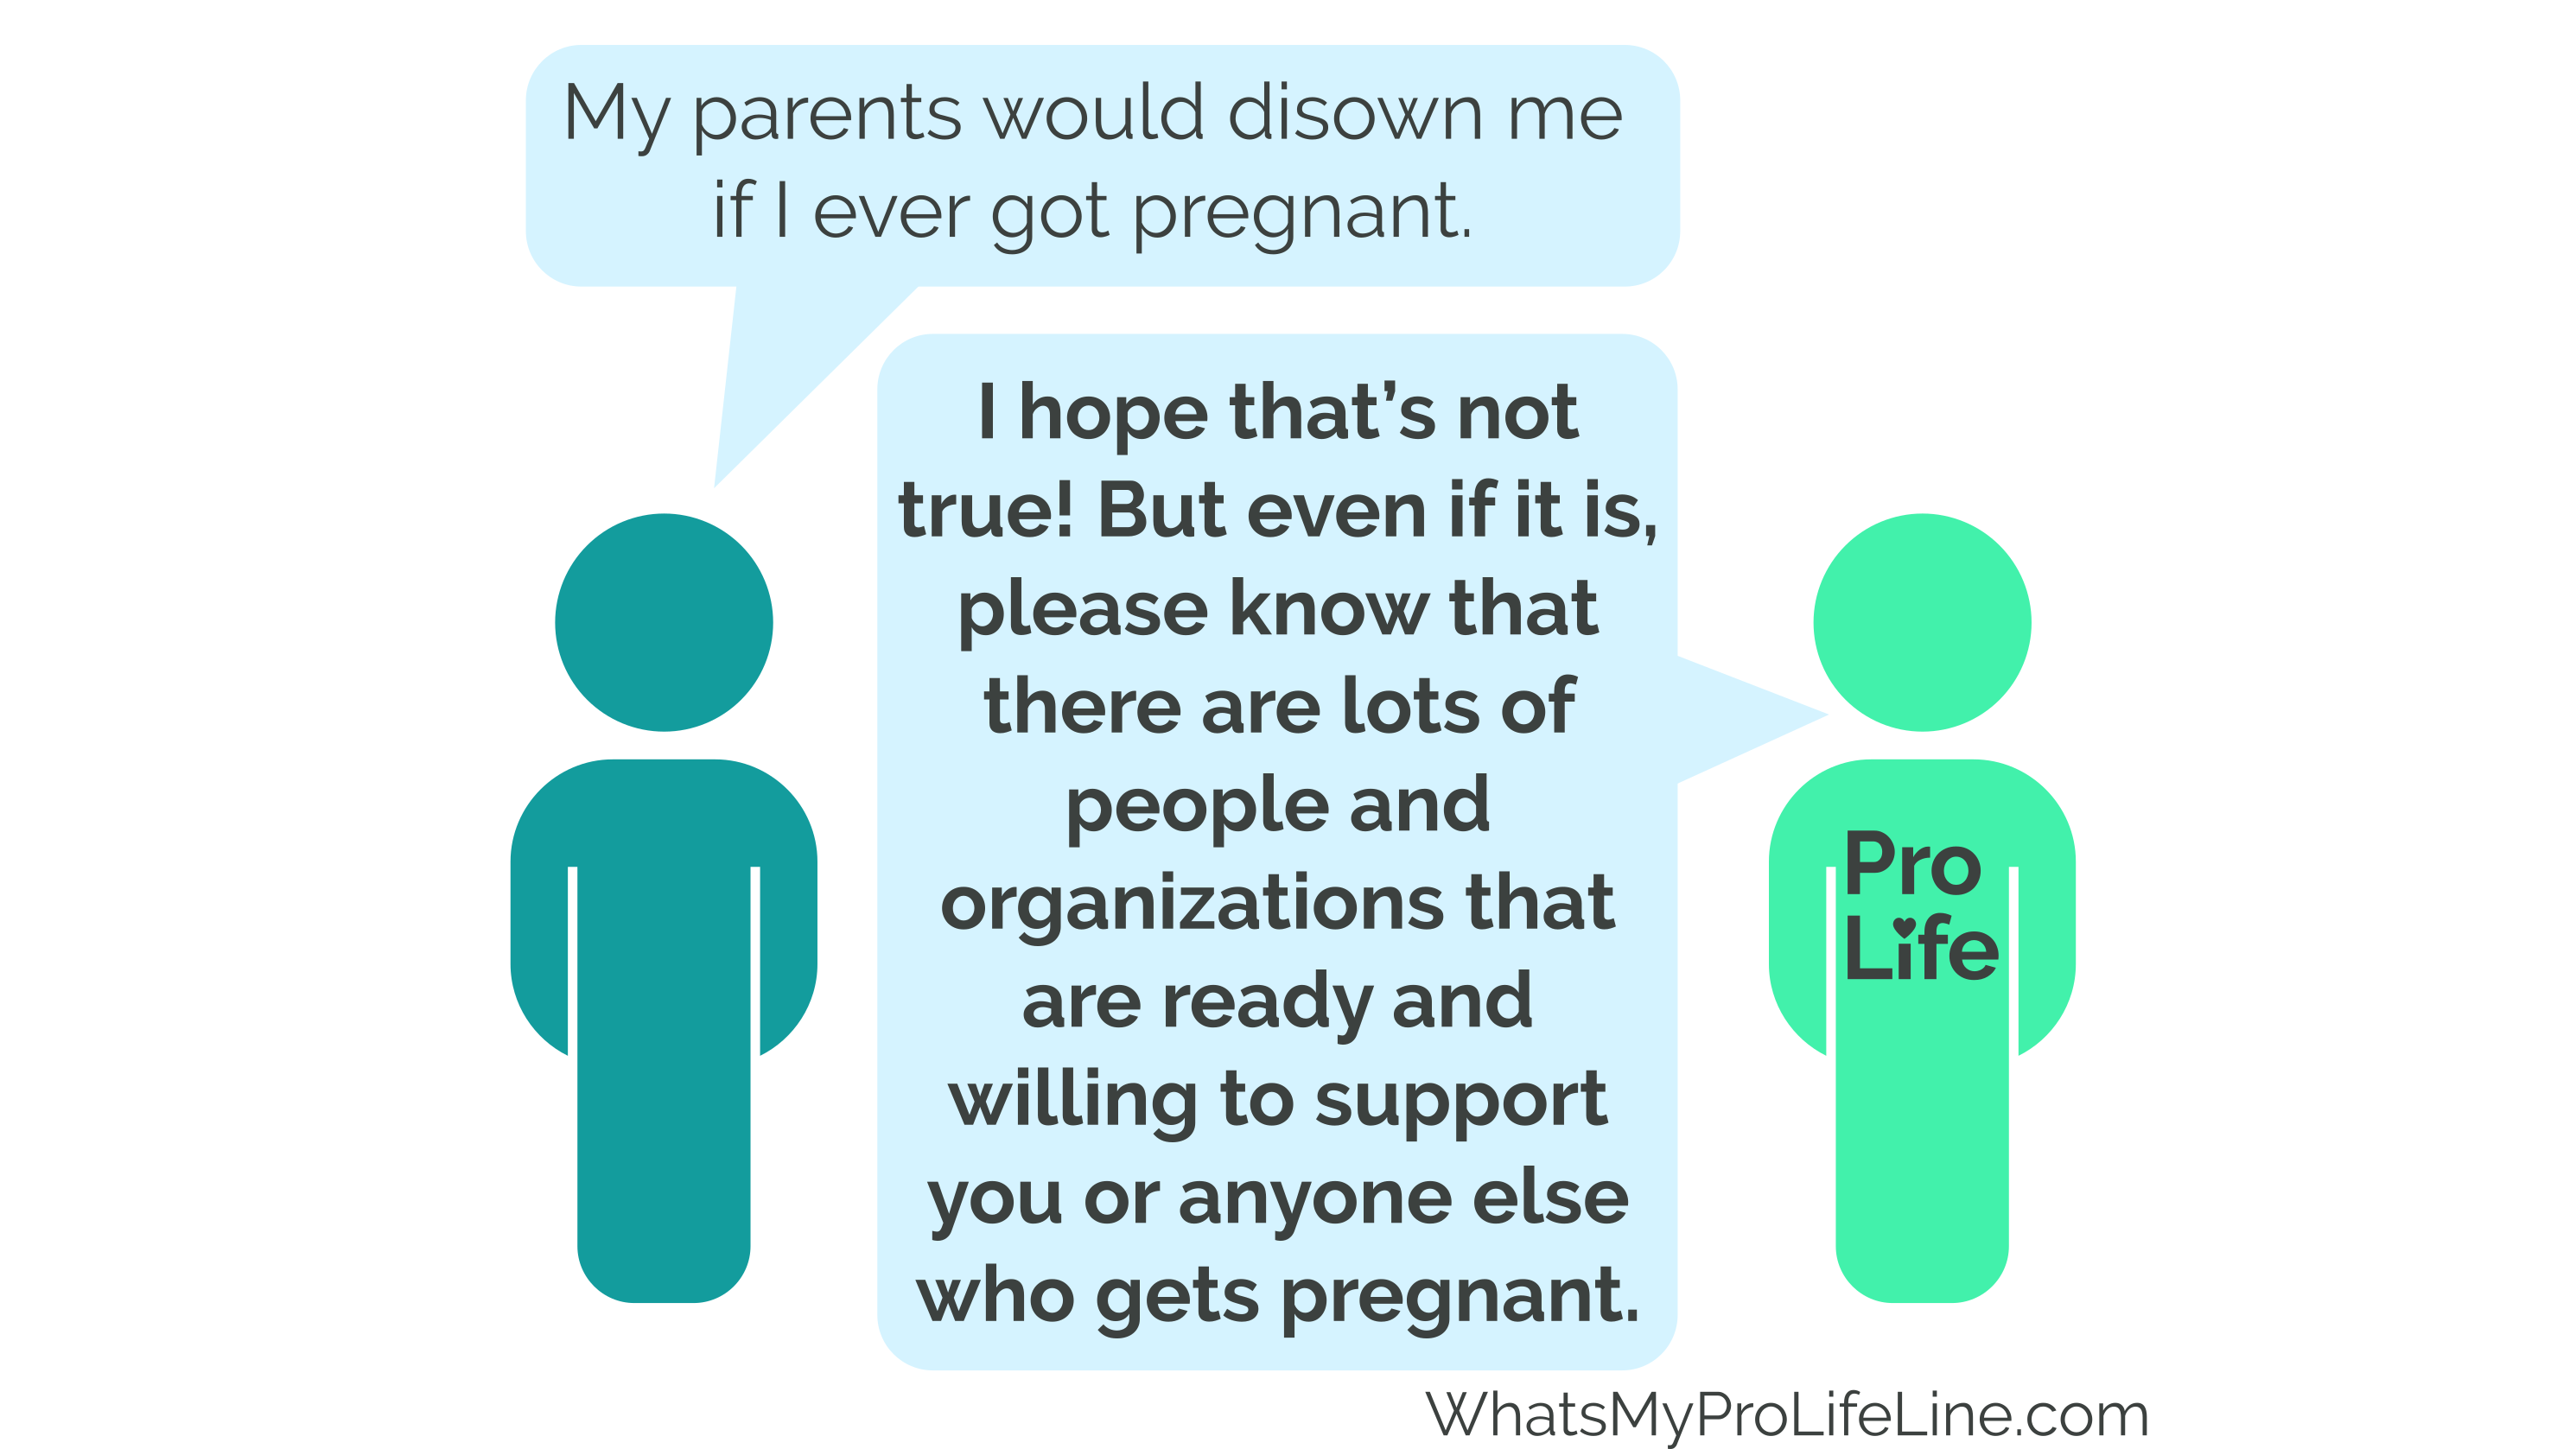 My parents would disown me
if I ever got pregnant.
I hope that’s not
true! But even if it is,
please know that
there are lots of
people and
organizations that
are ready and
willing to support
you or anyone else
who gets pregnant.
Pro
Life
WhatsMyProLifeLine.com